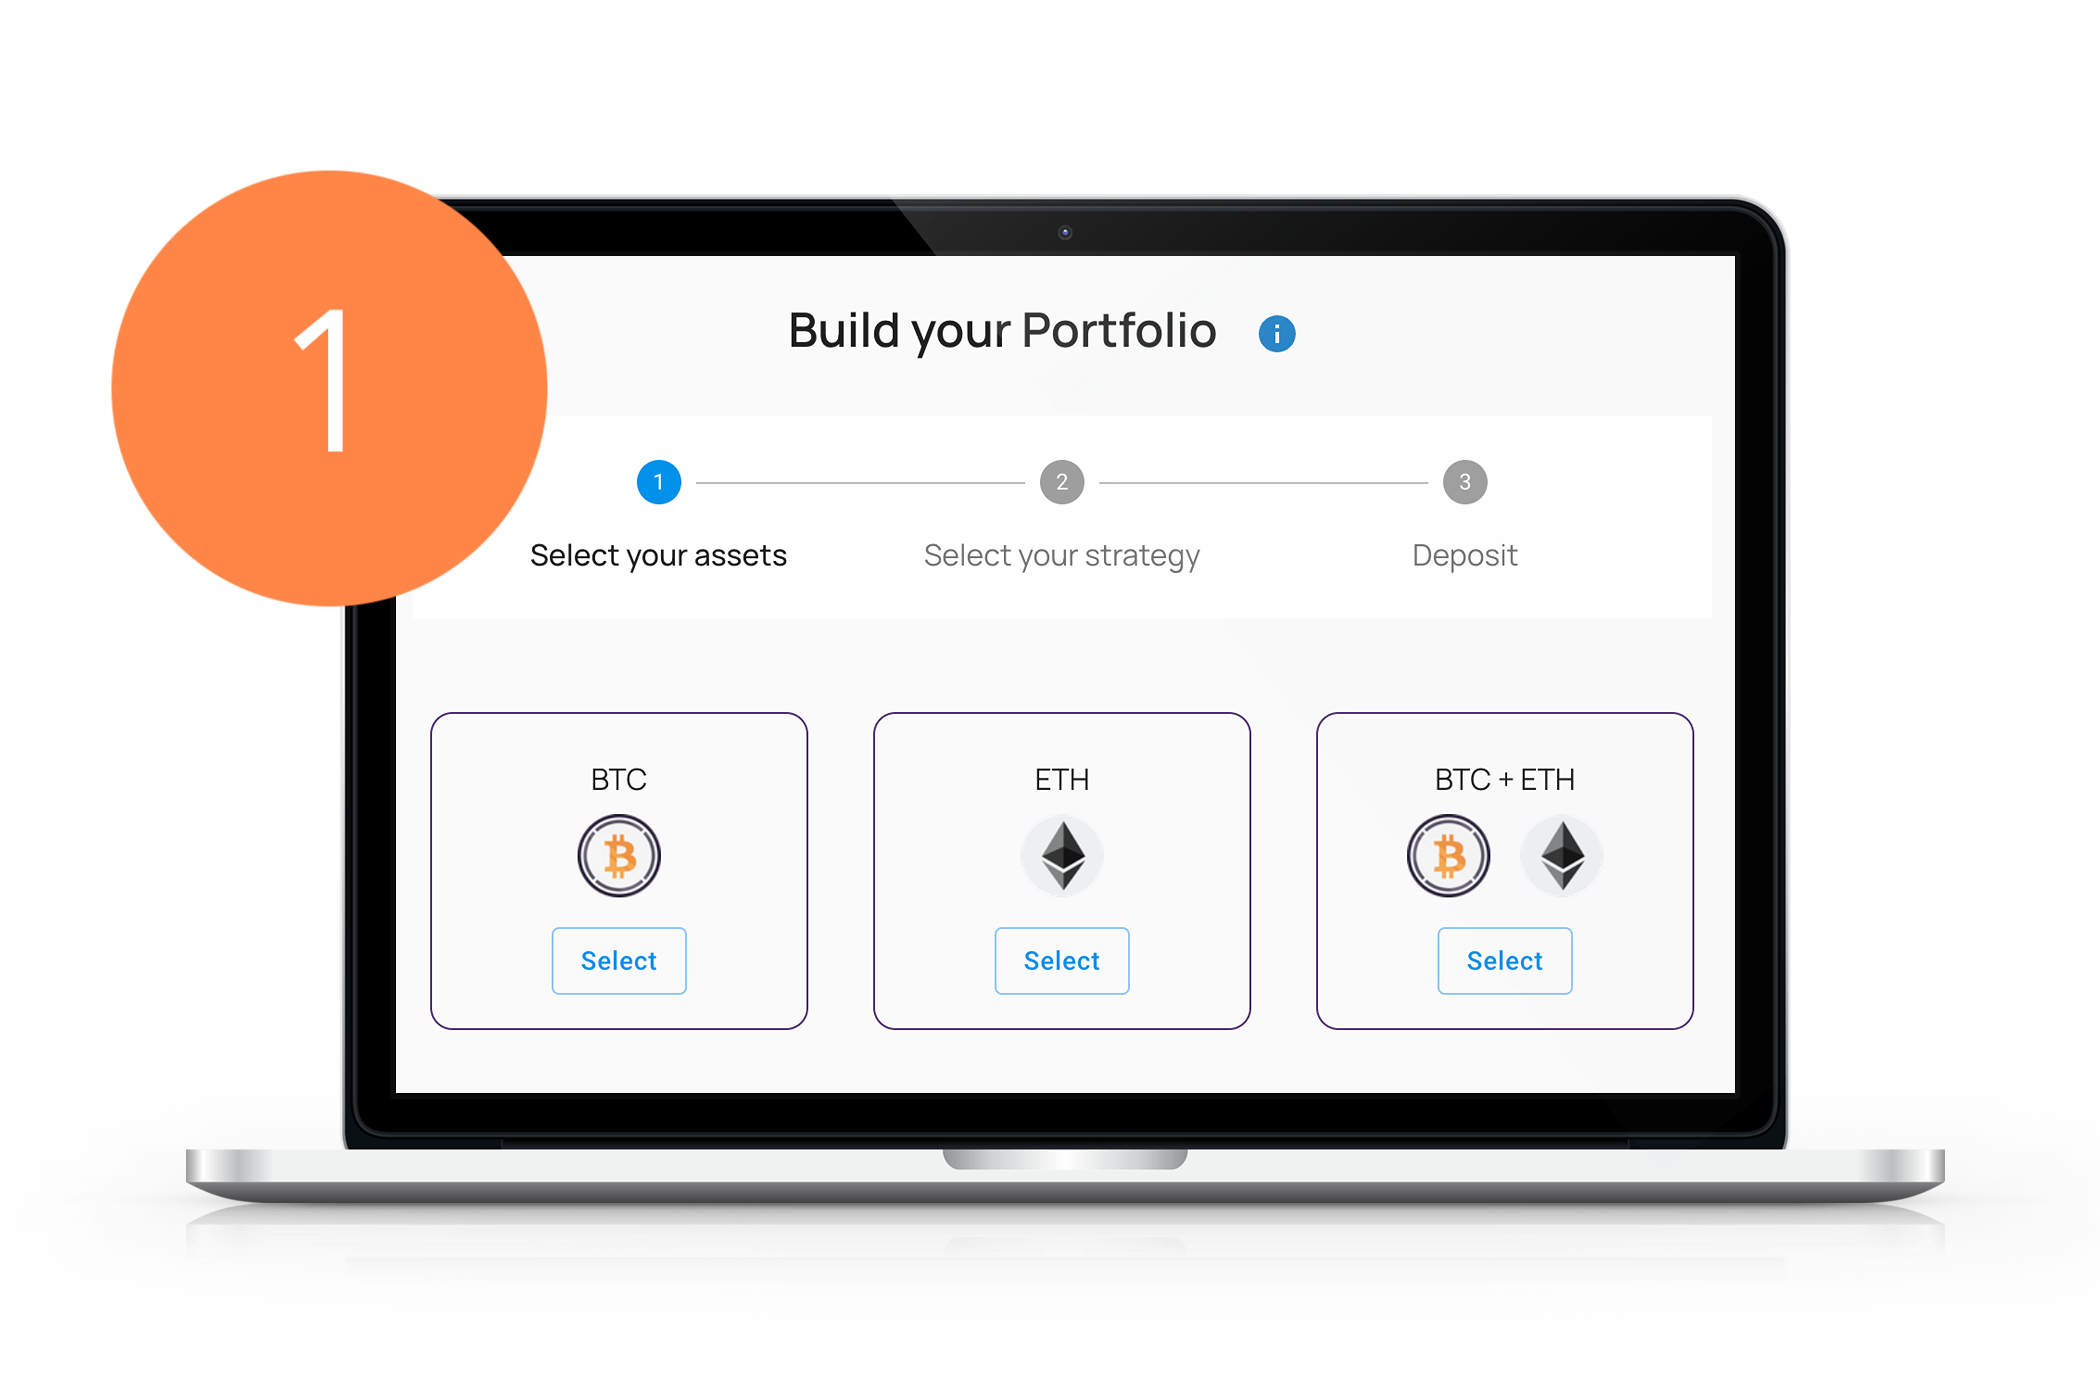 1
Build your Portfolio i
1 2 3
Select your assets Select your strategy Deposit
BTC ETH BTC + ETH
Select Select Select